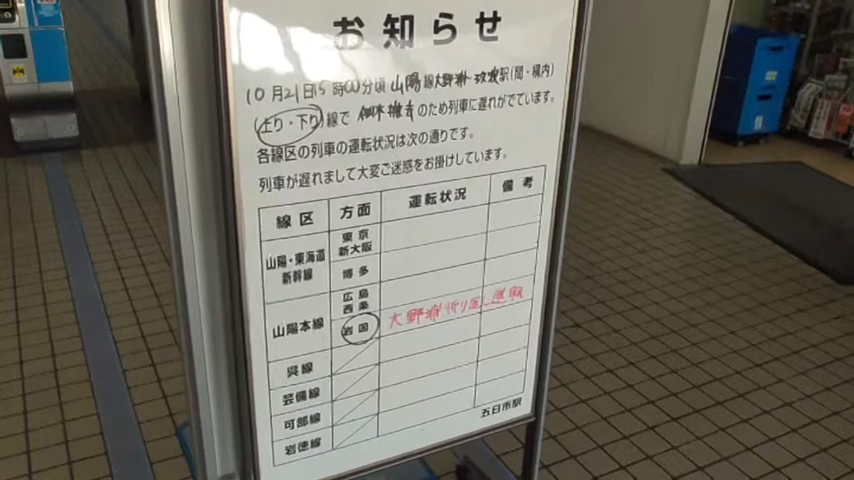 お知らせ
10月21日15時00分頃 山陽線大野浦 玖波駅(間・構内)
(上り・下り)線で のため列車に遅れがでています。
各線区の列車の運転状況は次の通りです。
列車が遅れまして大変ご迷惑をお掛けしています。
線区 方面 運転状況 備考
山陽・東海道新幹線 東京 新大阪
博多
山陽本線 広島 西条
岩国 大野浦折り返し 遅れ
呉線
芸備線
可部線
岩徳線
五日市駅